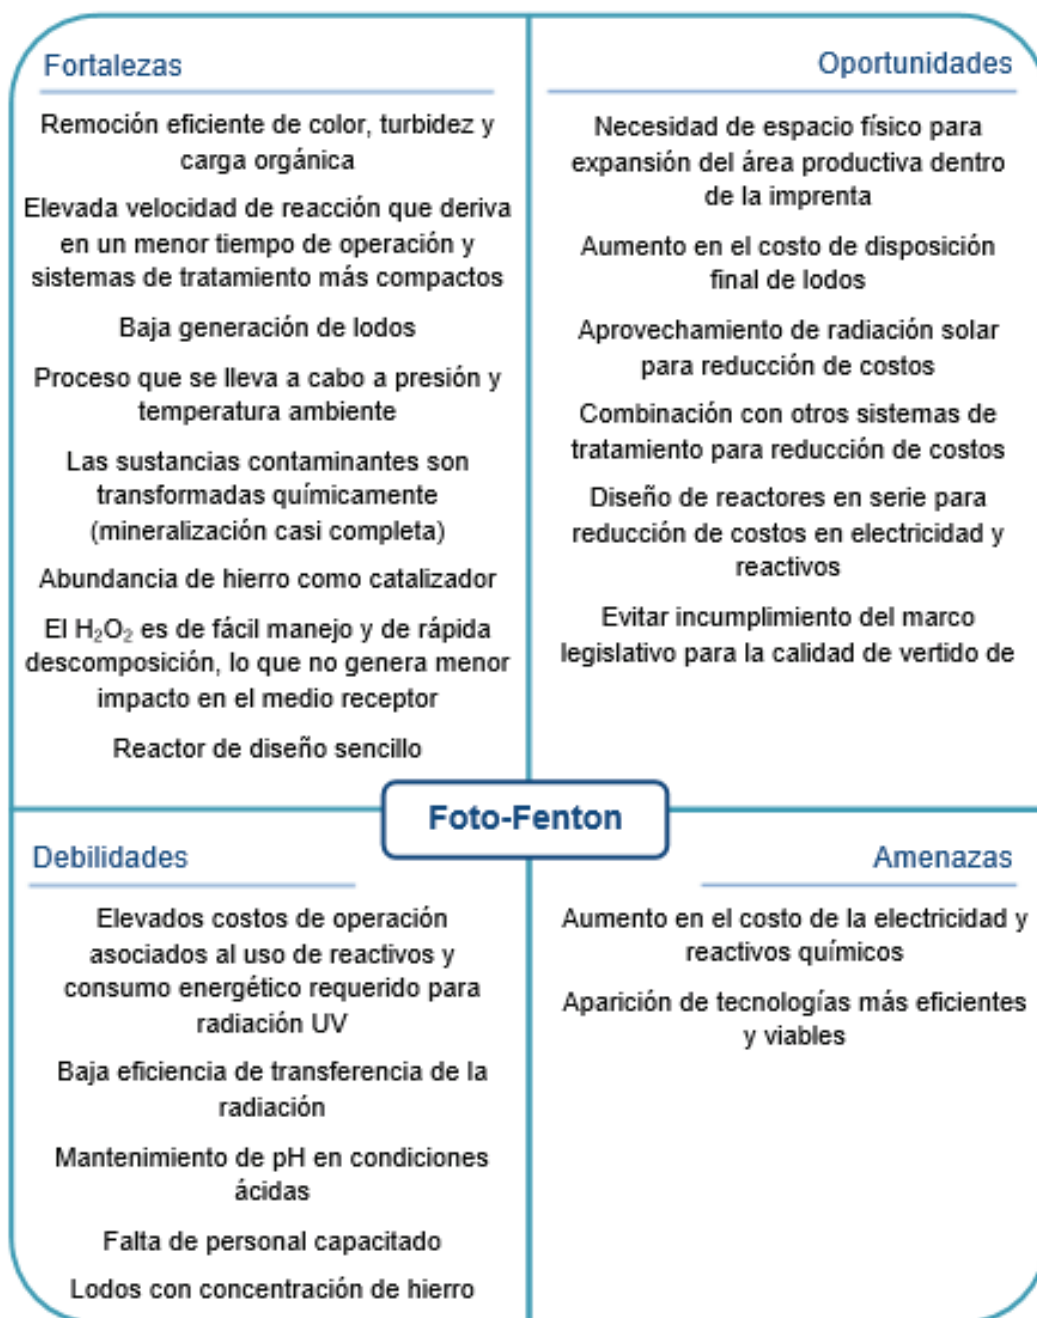 Fortalezas
Remoción eficiente de color, turbidez y
carga orgánica
Elevada velocidad de reacción que deriva
en un menor tiempo de operación y
sistemas de tratamiento más compactos
Baja generación de lodos
Proceso que se lleva a cabo a presión y
temperatura ambiente
Las sustancias contaminantes son
transformadas químicamente
(mineralización casi completa)
Abundancia de hierro como catalizador
El H₂O₂ es de fácil manejo y de rápida
descomposición, lo que no genera menor
impacto en el medio receptor
Reactor de diseño sencillo
Oportunidades
Necesidad de espacio físico para
expansión del área productiva dentro
de la imprenta
Aumento en el costo de disposición
final de lodos
Aprovechamiento de radiación solar
para reducción de costos
Combinación con otros sistemas de
tratamiento para reducción de costos
Diseño de reactores en serie para
reducción de costos en electricidad y
reactivos
Evitar incumplimiento del marco
legislativo para la calidad de vertido de
Foto-Fenton
Debilidades
Elevados costos de operación
asociados al uso de reactivos y
consumo energético requerido para
radiación UV
Baja eficiencia de transferencia de la
radiación
Mantenimiento de pH en condiciones
ácidas
Falta de personal capacitado
Lodos con concentración de hierro
Amenazas
Aumento en el costo de la electricidad y
reactivos químicos
Aparición de tecnologías más eficientes
y viables